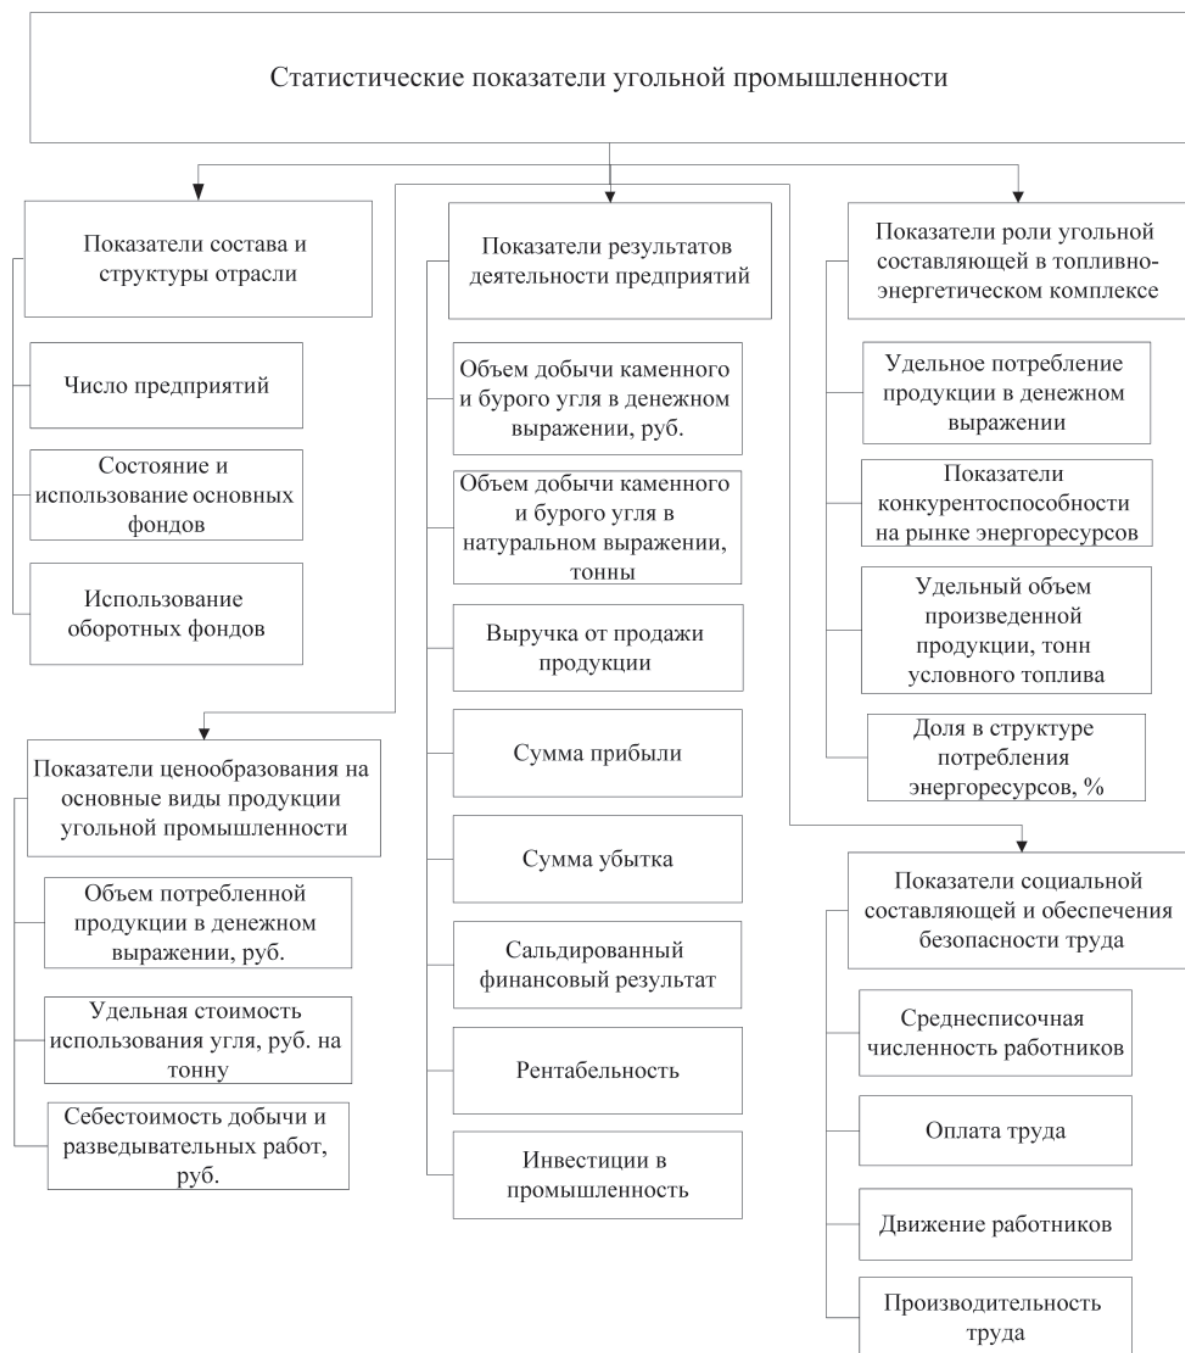 Статистические показатели угольной промышленности
Показатели состава и
структуры отрасли
Число предприятий
Состояние и
использование основных
фондов
Использование
оборотных фондов
Показатели ценообразования на
основные виды продукции
угольной промышленности
Объем потребленной
продукции в денежном
выражении, руб.
Удельная стоимость
использования угля, руб. на
тонну
Себестоимость добычи и
разведывательных работ,
руб.
Показатели результатов
деятельности предприятий
Объем добычи каменного
и бурого угля в денежном
выражении, руб.
Объем добычи каменного
и бурого угля в
натуральном выражении,
тонны
Выручка от продажи
продукции
Сумма прибыли
Сумма убытка
Сальдированный
финансовый результат
Рентабельность
Инвестиции в
промышленность
Показатели роли угольной
составляющей в топливно-
энергетическом комплексе
Удельное потребление
продукции в денежном
выражении
Показатели
конкурентоспособности
на рынке энергоресурсов
Удельный объем
произведенной
продукции, тонн
условного топлива
Доля в структуре
потребления
энергоресурсов, %
Показатели социальной
составляющей и обеспечения
безопасности труда
Среднесписочная
численность работников
Оплата труда
Движение работников
Производительность
труда